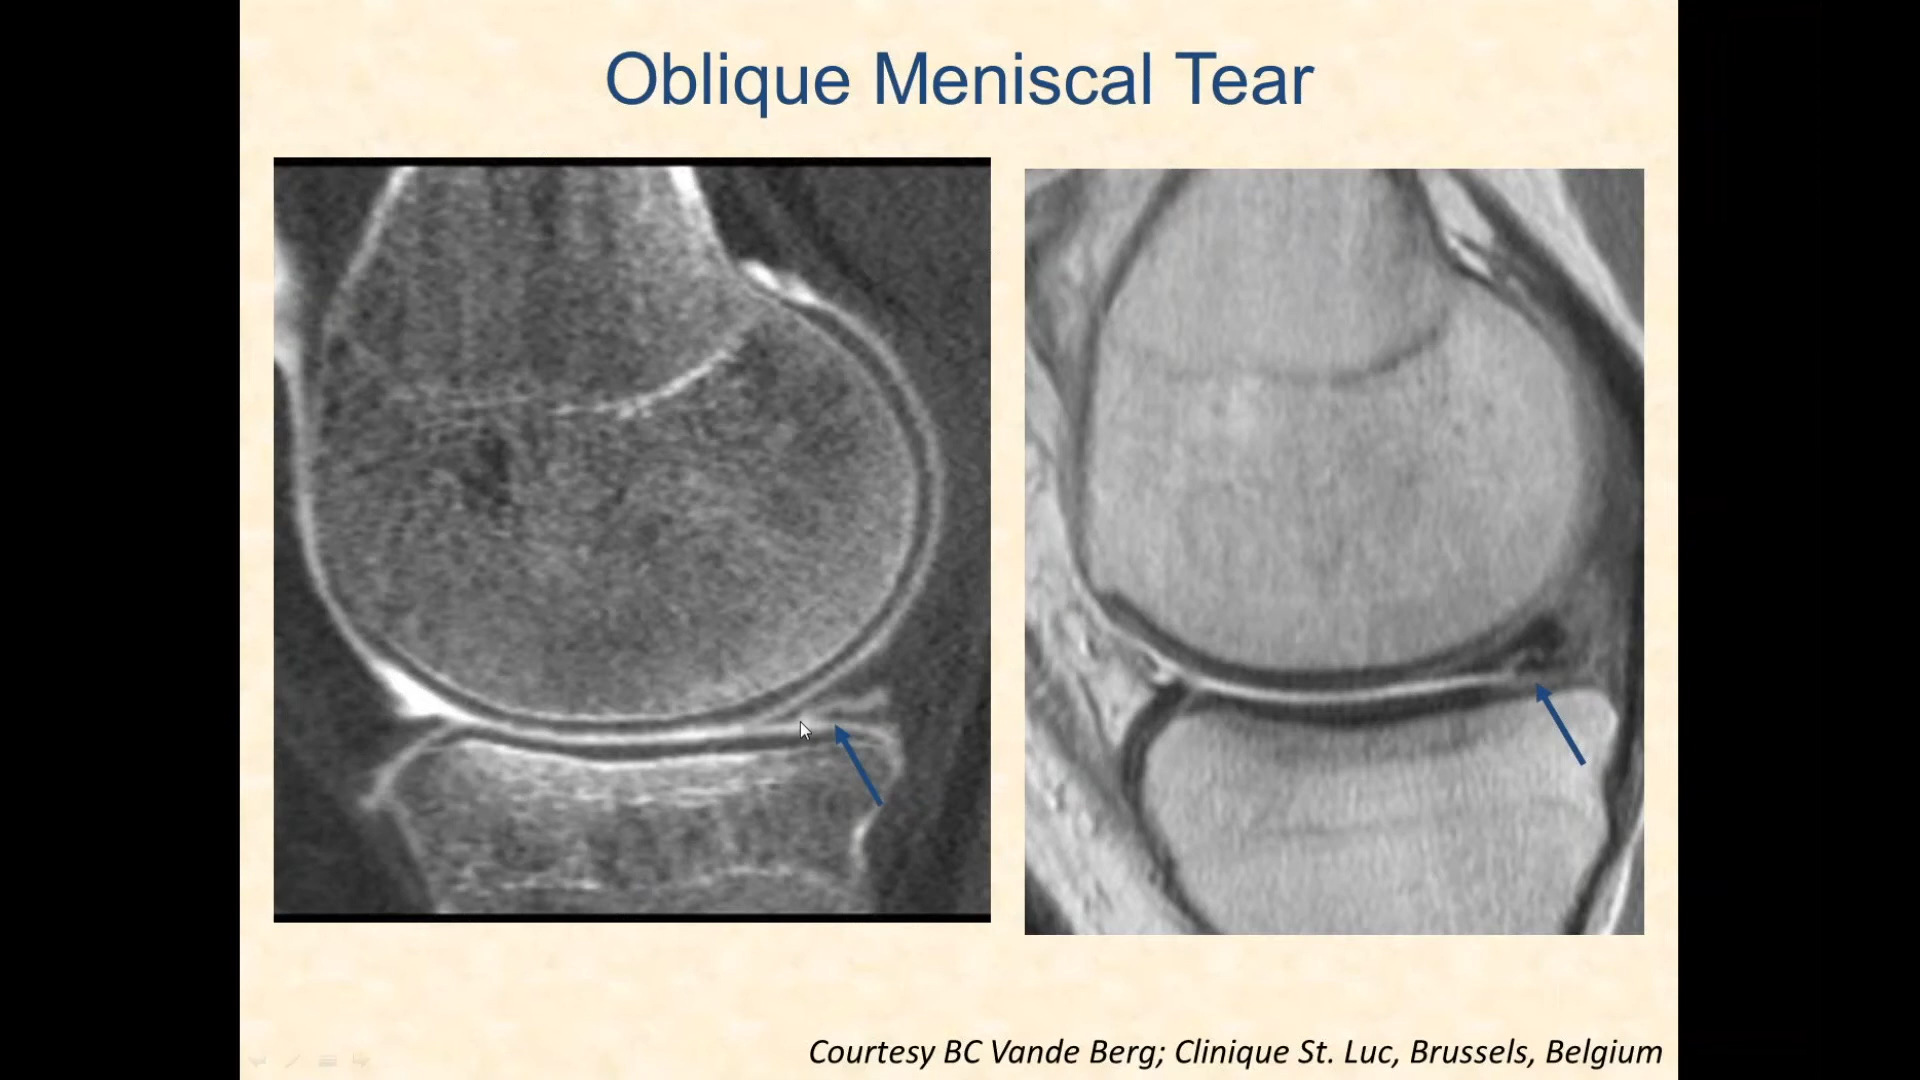 Oblique Meniscal Tear
Courtesy BC Vande Berg; Clinique St. Luc, Brussels, Belgium